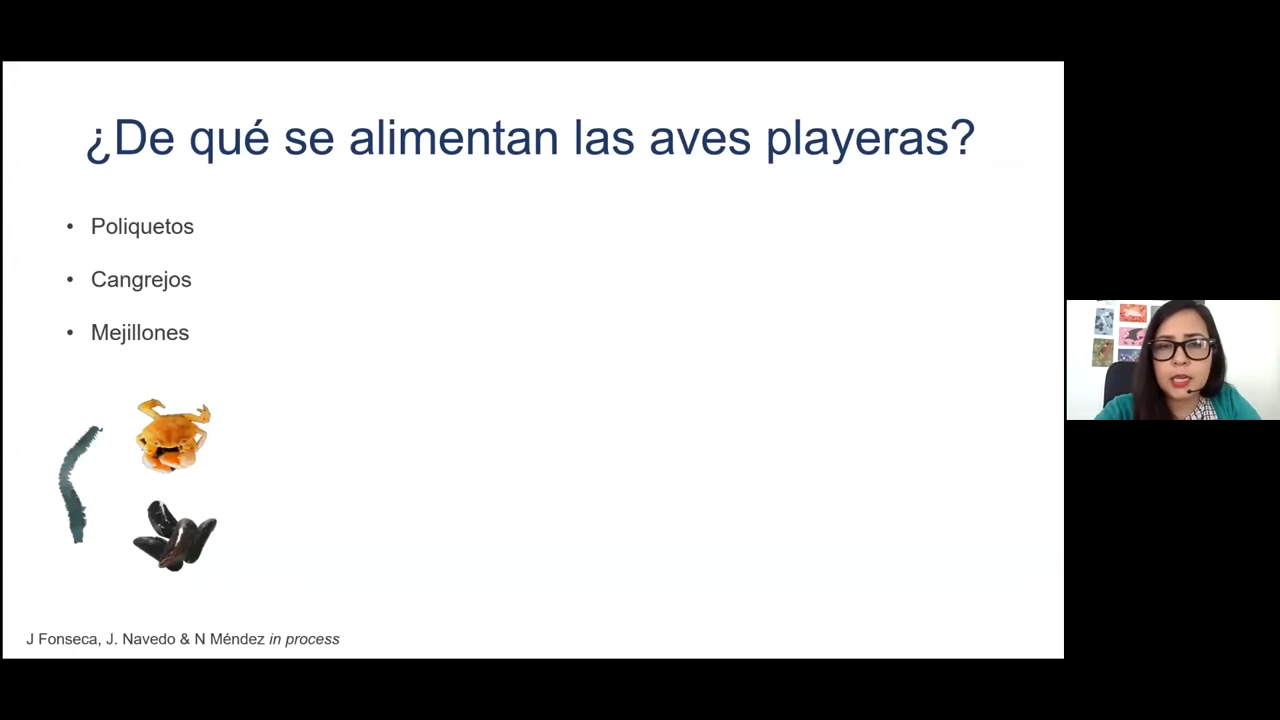 ¿De qué se alimentan las aves playeras?
• Poliquetos
• Cangrejos
• Mejillones
J Fonseca, J. Navedo & N Méndez in process